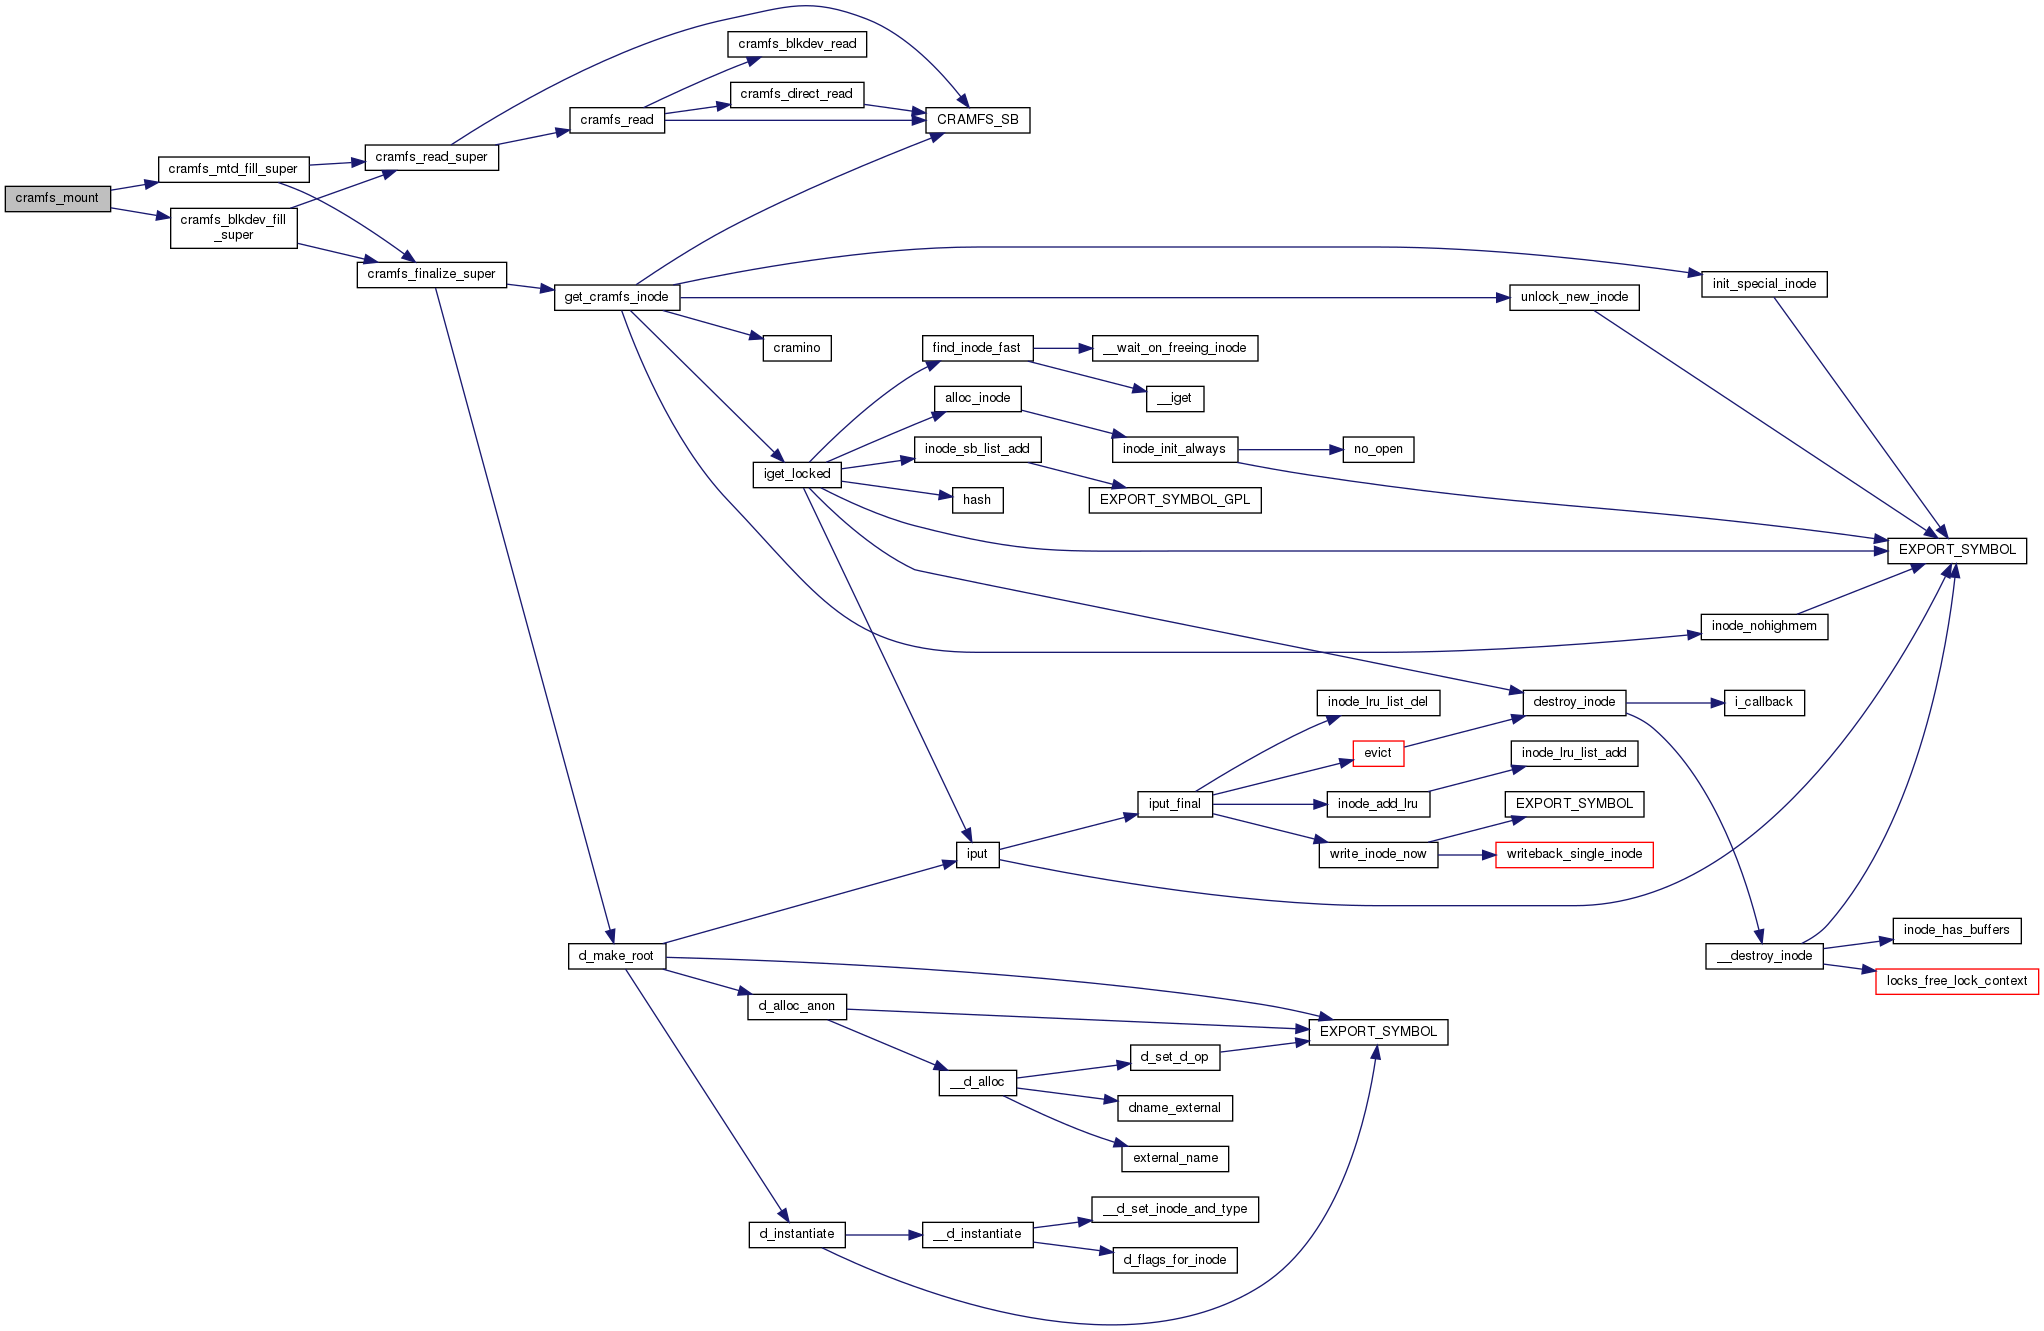 cramfs_blkdev_read
cramfs_direct_read
cramfs_read
CRAMFS_SB
cramfs_read_super
cramfs_mtd_fill_super
cramfs_mount
cramfs_blkdev_fill
_super
cramfs_finalize_super
get_cramfs_inode
init_special_inode
unlock_new_inode
cramino
find_inode_fast
__wait_on_freeing_inode
__iget
alloc_inode
inode_sb_list_add
inode_init_always
no_open
iget_locked
hash
EXPORT_SYMBOL_GPL
EXPORT_SYMBOL
inode_nohighmem
inode_lru_list_del
destroy_inode
i_callback
evict
inode_lru_list_add
iput_final
inode_add_lru
EXPORT_SYMBOL
iput
write_inode_now
writeback_single_inode
inode_has_buffers
d_make_root
__destroy_inode
locks_free_lock_context
d_alloc_anon
EXPORT_SYMBOL
d_set_d_op
__d_alloc
dname_external
external_name
__d_set_inode_and_type
d_instantiate
__d_instantiate
d_flags_for_inode